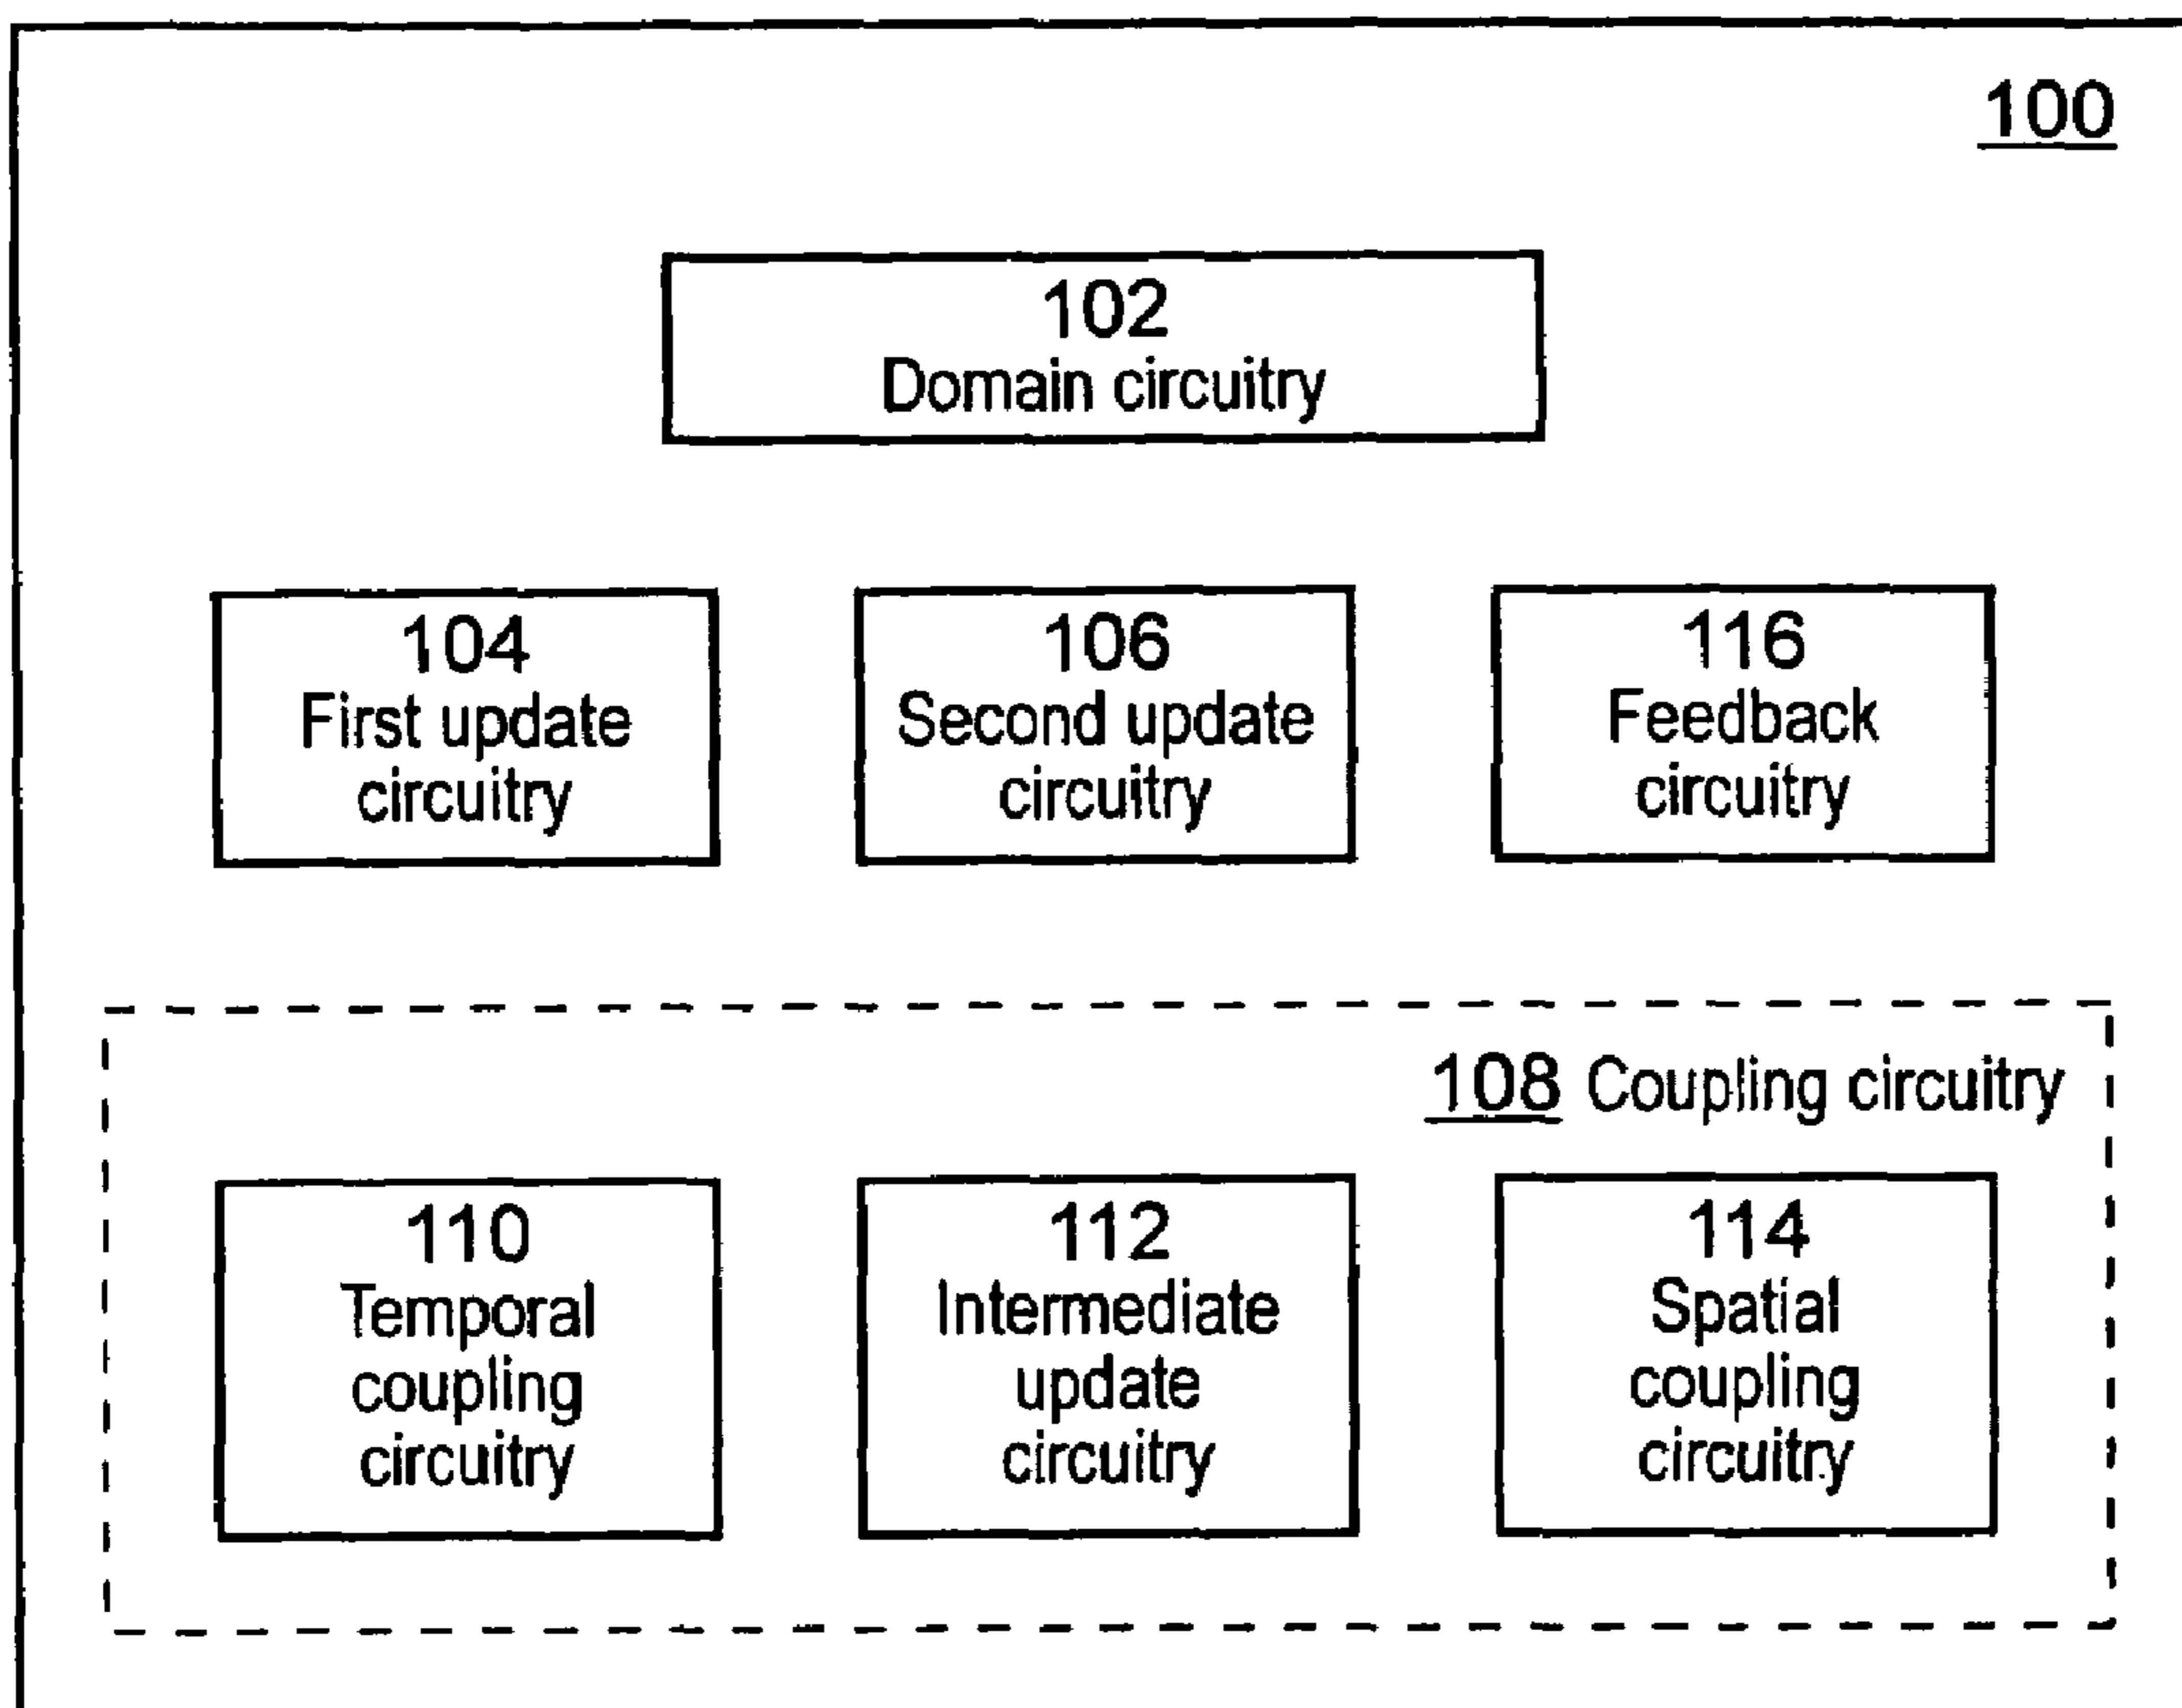 100
102
Domain circuitry
104
First update
circuitry
106
Second update
circuitry
116
Feedback
circuitry
108 Coupling circuitry
110
Temporal
coupling
circuitry
112
Intermediate
update
circuitry
114
Spatial
coupling
circuitry